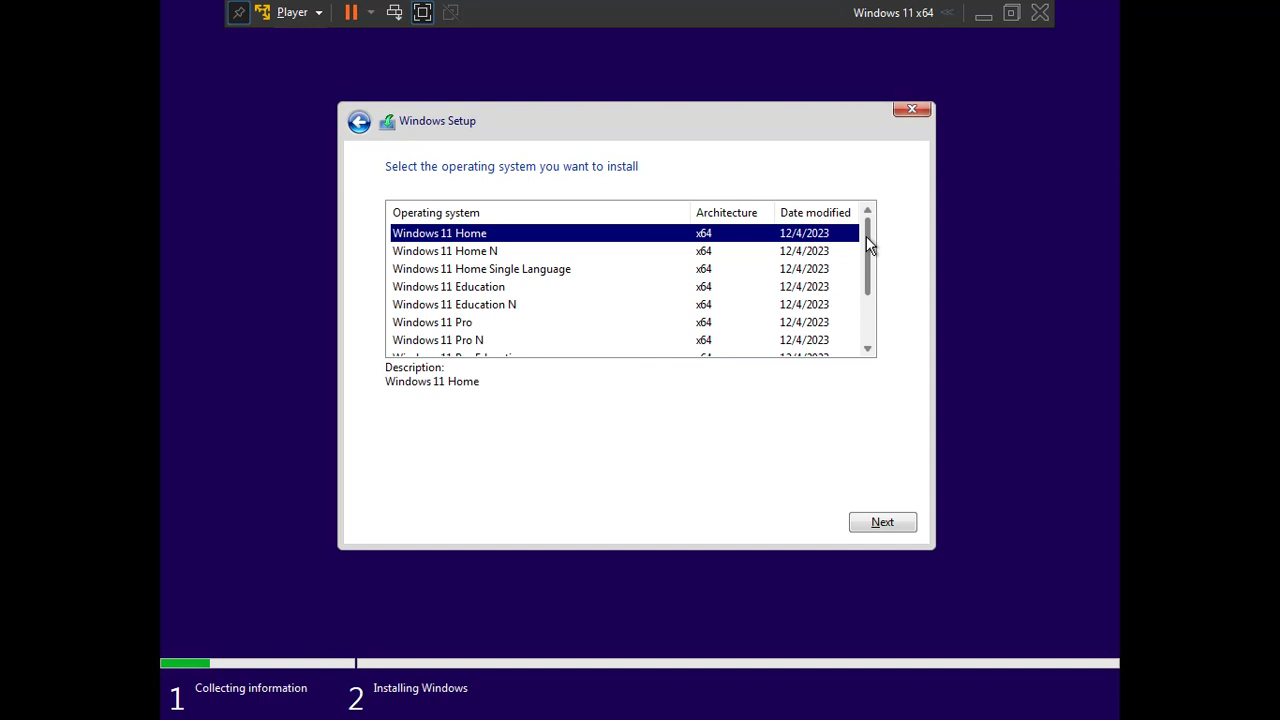 Player
Windows 11 x64
Windows Setup
Select the operating system you want to install
Operating system Architecture Date modified
Windows 11 Home x64 12/4/2023
Windows 11 Home N x64 12/4/2023
Windows 11 Home Single Language x64 12/4/2023
Windows 11 Education x64 12/4/2023
Windows 11 Education N x64 12/4/2023
Windows 11 Pro x64 12/4/2023
Windows 11 Pro N x64 12/4/2023
Description:
Windows 11 Home
Next
1 Collecting information 2 Installing Windows